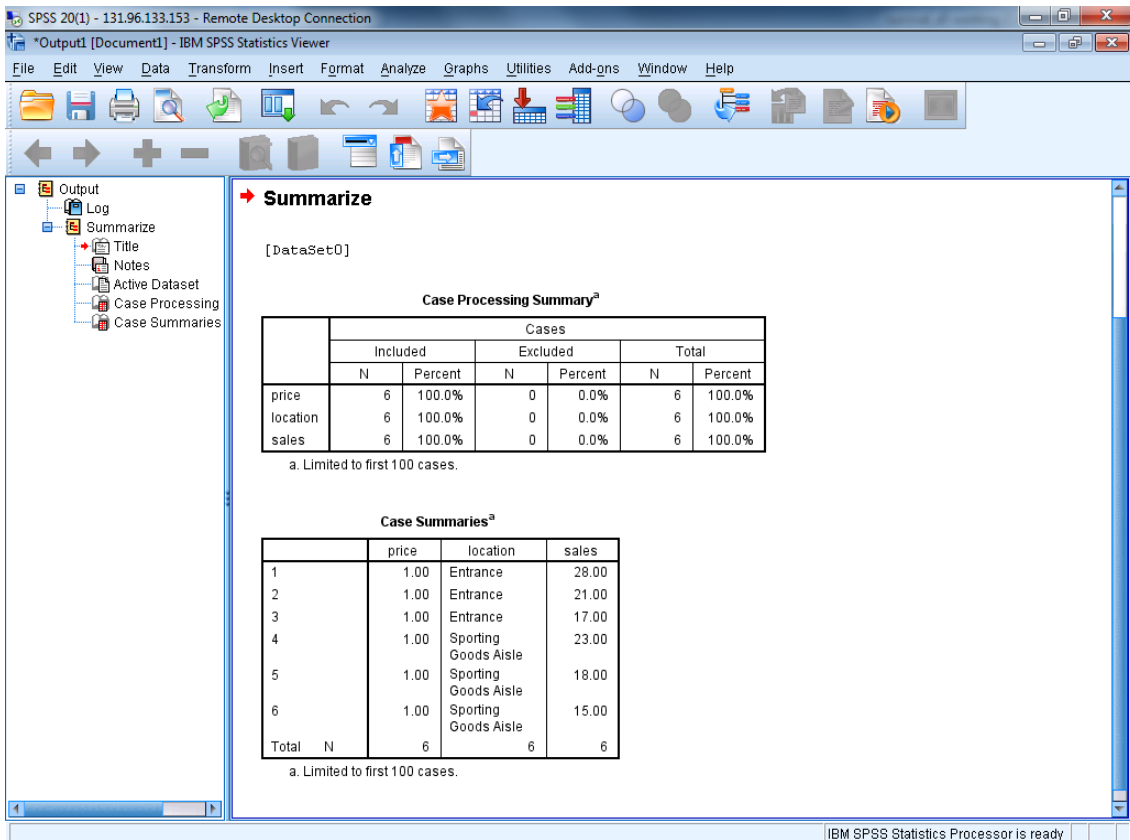 SPSS 20(1) - 131.96.133.153 - Remote Desktop Connection
*Output1 [Document1] - IBM SPSS Statistics Viewer
File Edit View Data Transform Insert Format Analyze Graphs Utilities Add-ons Window Help
Output
Log
Summarize
Title
Notes
Active Dataset
Case Processing
Case Summaries
Summarize
[DataSet0]
Case Processing Summary^a
Cases
Included Excluded Total
N Percent N Percent N Percent
price 6 100.0% 0 0.0% 6 100.0%
location 6 100.0% 0 0.0% 6 100.0%
sales 6 100.0% 0 0.0% 6 100.0%
a. Limited to first 100 cases.
Case Summaries^a
price location sales
1 1.00 Entrance 28.00
2 1.00 Entrance 21.00
3 1.00 Entrance 17.00
4 1.00 Sporting 23.00
Goods Aisle
5 1.00 Sporting 18.00
Goods Aisle
6 1.00 Sporting 15.00
Goods Aisle
Total N 6 6 6
a. Limited to first 100 cases.
IBM SPSS Statistics Processor is ready